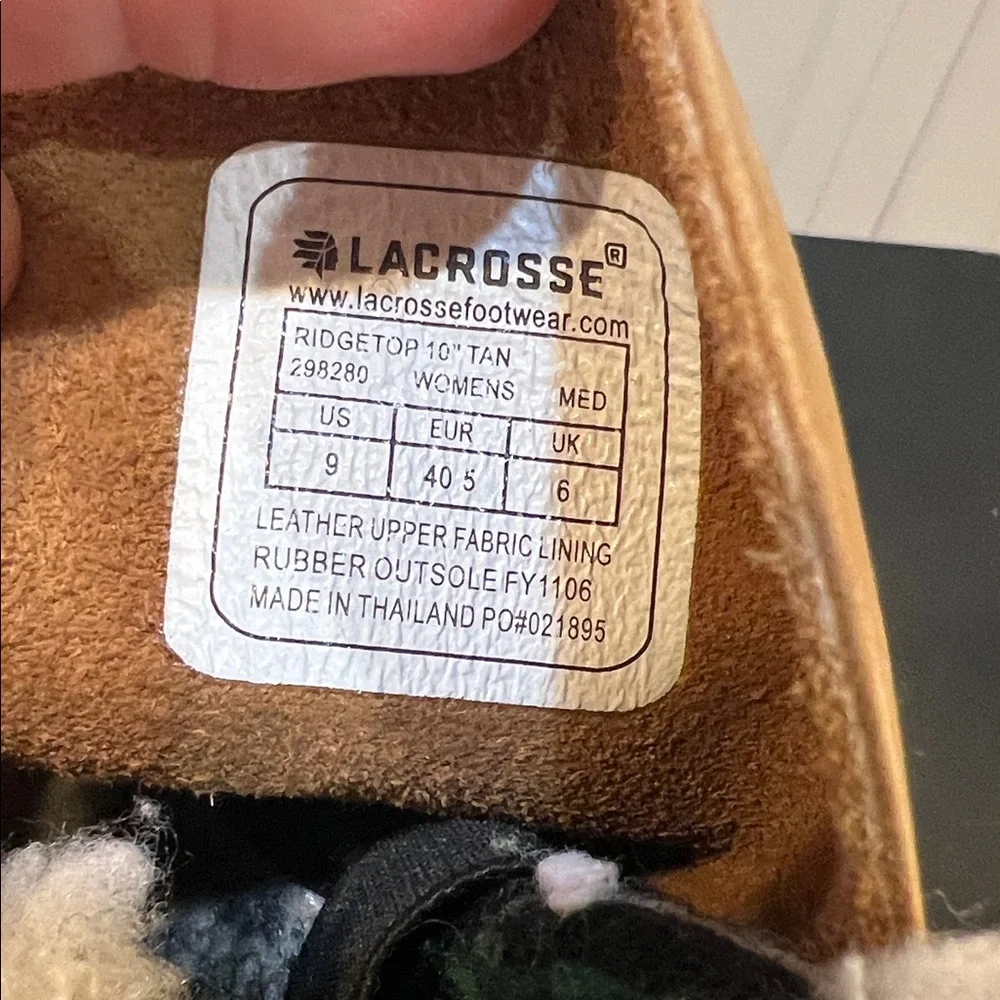 LACROSSE®
www.lacrossefootwear.com
RIDGETOP 10" TAN
298280 WOMENS MED
US EUR UK
9 40 5 6
LEATHER UPPER FABRIC LINING
RUBBER OUTSOLE FY1106
MADE IN THAILAND PO#021895